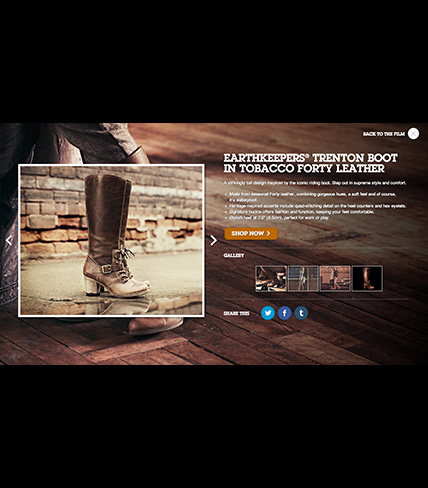 BACK TO THE FILM
EARTHKEEPERS® TRENTON BOOT
IN TOBACCO FORTY LEATHER
A strikingly tall design inspired by the iconic riding boot. Step out in supreme style and comfort.
• Made from seasonal Forty leather, combining gorgeous hues, a soft feel and of course,
it's waterproof.
• Heritage-inspired accents include quad-stitching detail on the heel counters and hex eyelets.
• Signature buckle offers fashion and function, keeping your feet comfortable.
• Stylish heel at 2.5" (6.5cm), perfect for work or play.
SHOP NOW >
GALLERY
SHARE THIS